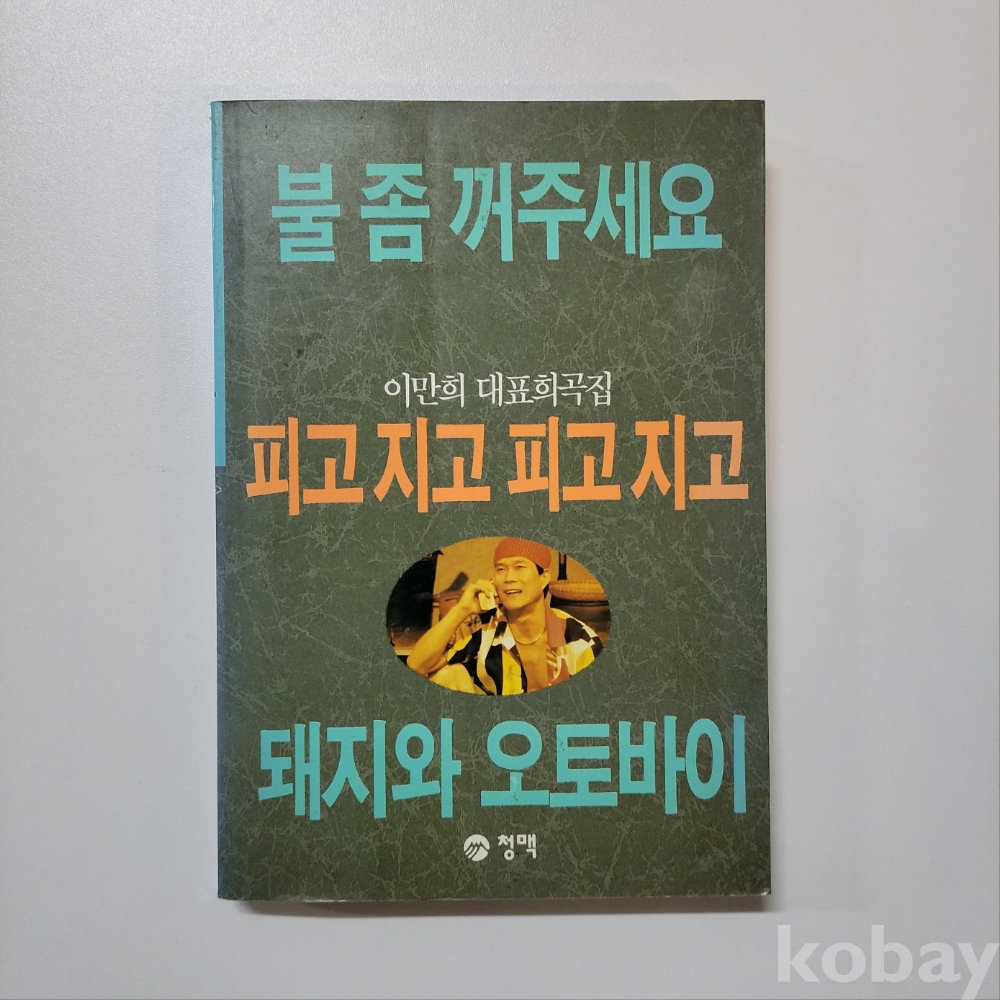 불 좀 꺼주세요
이만희 대표희곡집
피고 지고 피고 지고
돼지와 오토바이
청맥
kobay